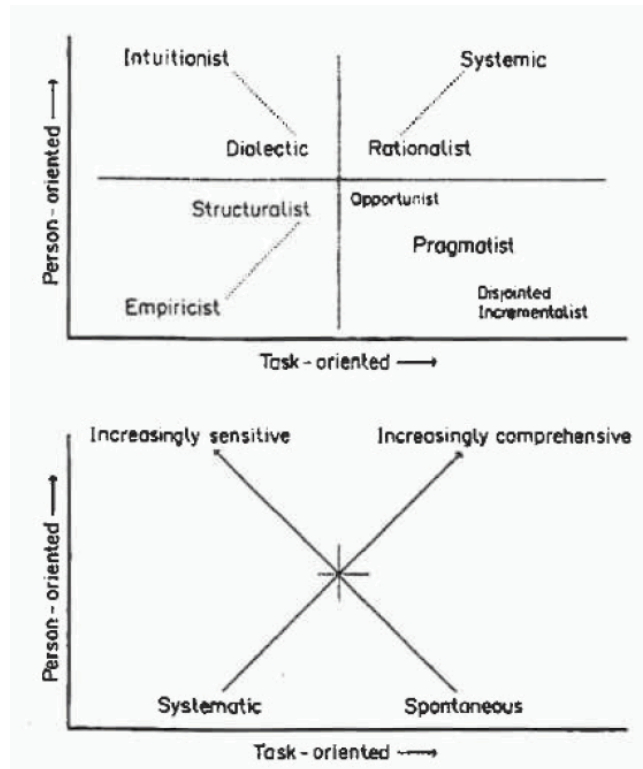 Intuitionist
Systemic
Dialectic
Rationalist
Structuralist
Opportunist
Pragmatist
Empiricist
Disjointed
Incrementalist
Person-oriented
Task-oriented
Increasingly sensitive
Increasingly comprehensive
Person-oriented
Systematic
Spontaneous
Task-oriented